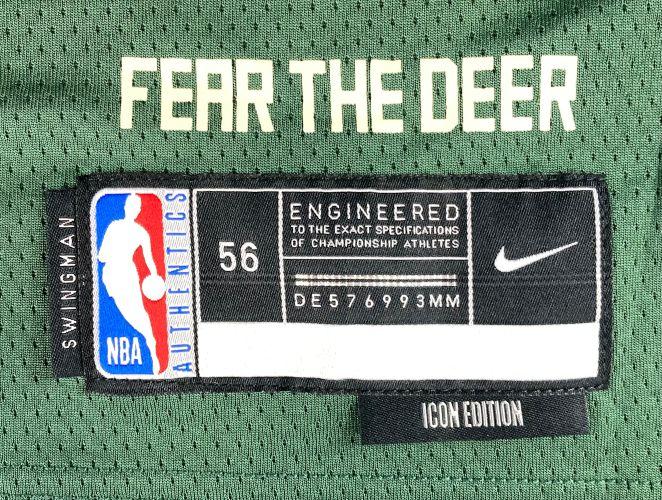 FEAR THE DEER
SWINGMAN
NBA
AUTHENTICS
56
ENGINEERED
TO THE EXACT SPECIFICATIONS
OF CHAMPIONSHIP ATHLETES
DE576993MM
ICON EDITION